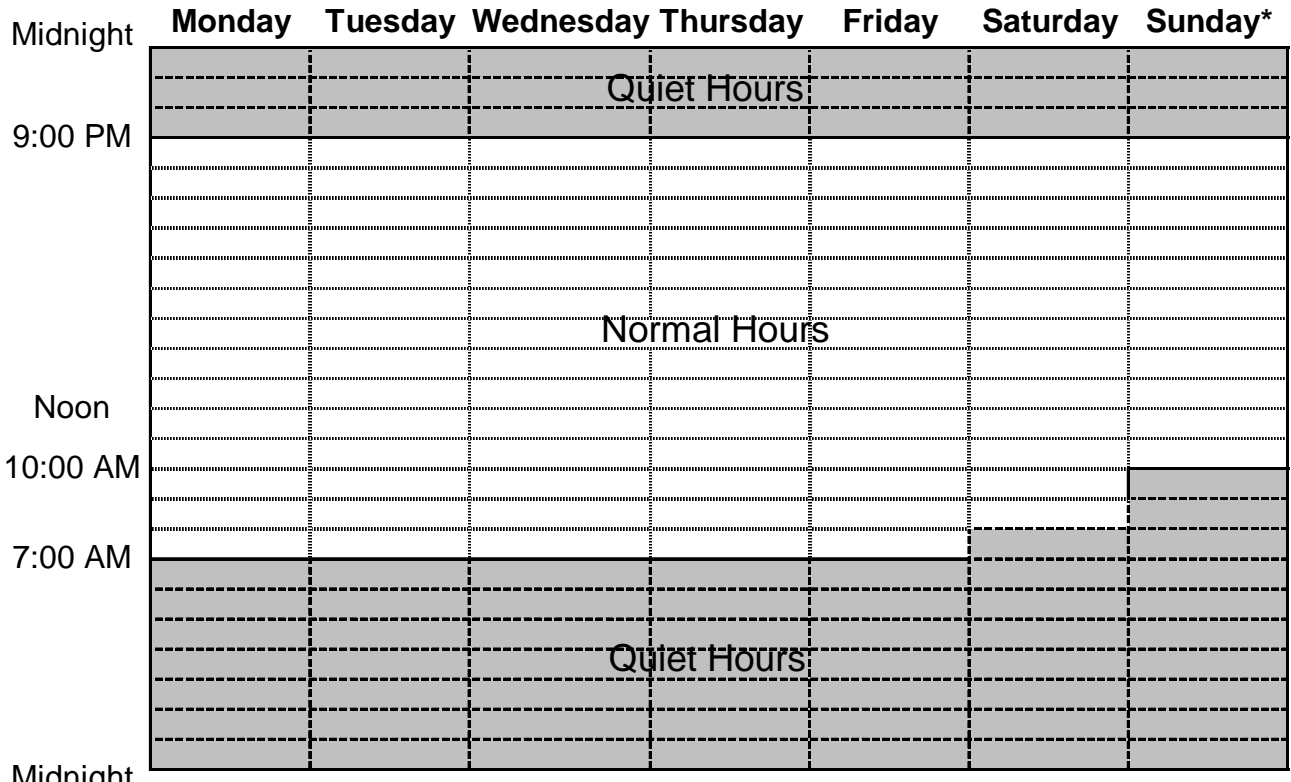 Monday Tuesday Wednesday Thursday Friday Saturday Sunday*
Midnight
Quiet Hours
9:00 PM
Normal Hours
Noon
10:00 AM
7:00 AM
Quiet Hours
Midnight